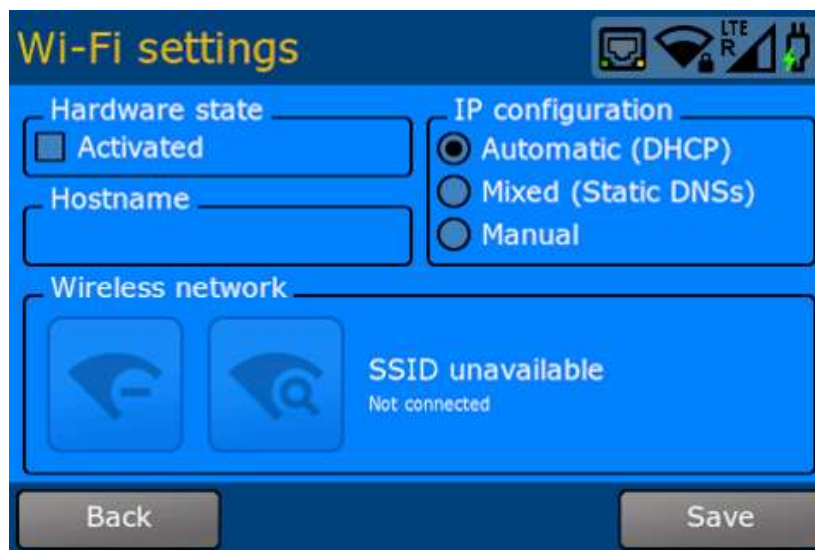 Wi-Fi settings
LTE
R
Hardware state
Activated
Hostname
IP configuration
Automatic (DHCP)
Mixed (Static DNSs)
Manual
Wireless network
SSID unavailable
Not connected
Back
Save